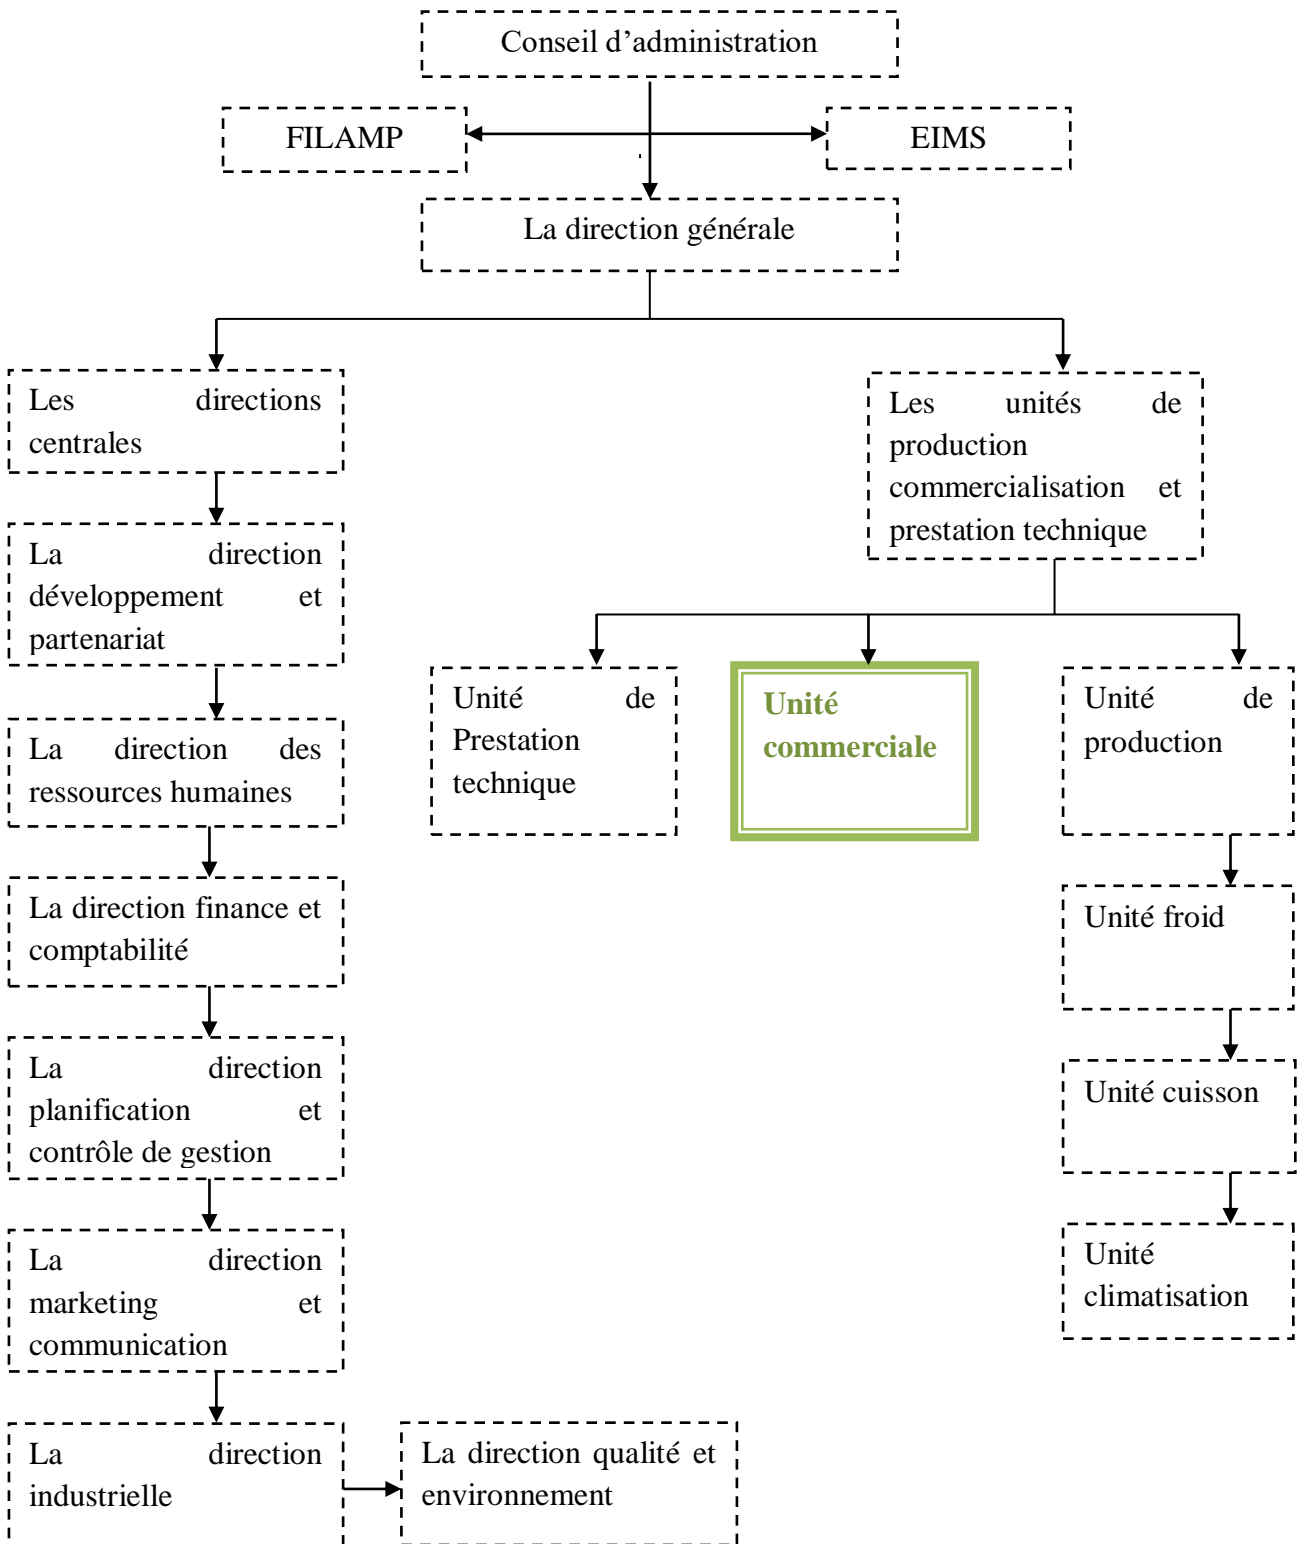 Conseil d’administration
FILAMP
EIMS
La direction générale
Les directions
centrales
La direction
développement et
partenariat
La direction des
ressources humaines
La direction finance et
comptabilité
La direction
planification et
contrôle de gestion
La direction
marketing et
communication
La direction
industrielle
La direction qualité et
environnement
Les unités de
production
commercialisation et
prestation technique
Unité de
Prestation
technique
Unité
commerciale
Unité de
production
Unité froid
Unité cuisson
Unité
climatisation